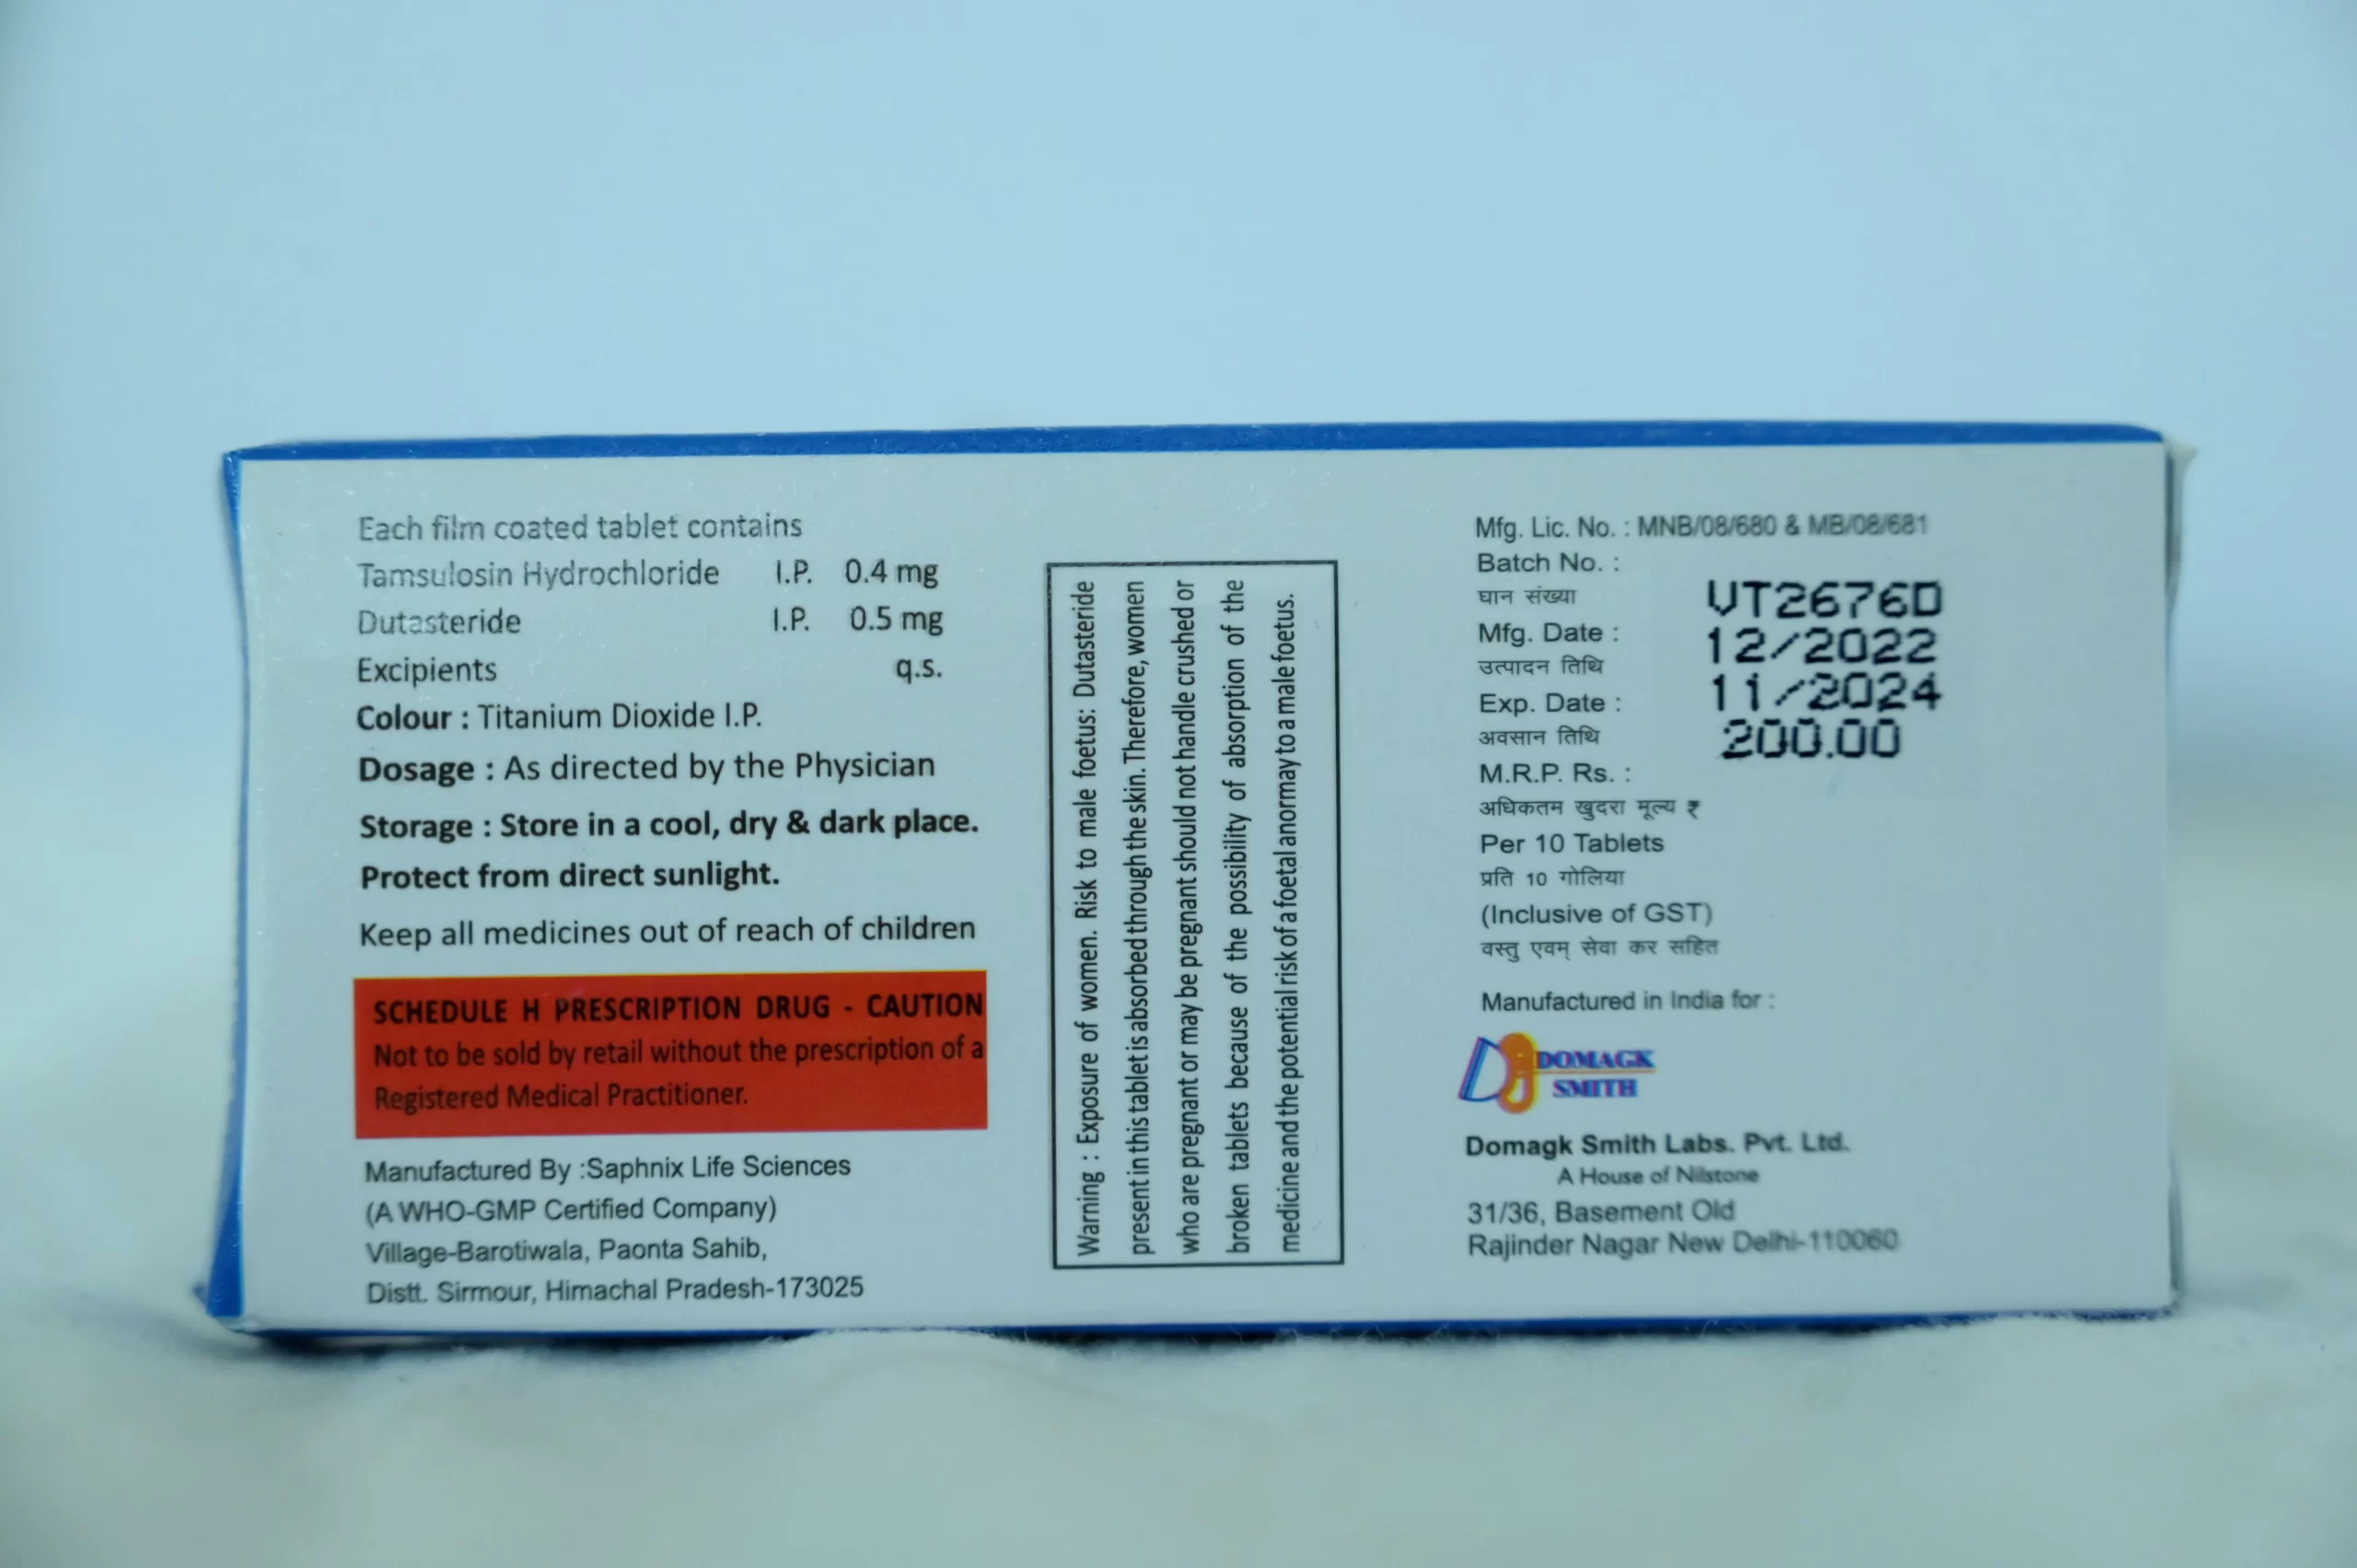 Each film coated tablet contains
Tamsulosin Hydrochloride I.P. 0.4 mg
Dutasteride I.P. 0.5 mg
Excipients q.s.
Colour : Titanium Dioxide I.P.
Dosage : As directed by the Physician
Storage : Store in a cool, dry & dark place.
Protect from direct sunlight.
Keep all medicines out of reach of children
SCHEDULE H PRESCRIPTION DRUG - CAUTION
Not to be sold by retail without the prescription of a
Registered Medical Practitioner.
Manufactured By :Saphnix Life Sciences
(A WHO-GMP Certified Company)
Village-Barotiwala, Paonta Sahib,
Distt. Sirmour, Himachal Pradesh-173025
Warning : Exposure of women. Risk to male foetus: Dutasteride
present in this tablet is absorbed through the skin. Therefore, women
who are pregnant or may be pregnant should not handle crushed or
broken tablets because of the possibility of absorption of the
medicine and the potential risk of a foetal anormay to a male foetus.
Mfg. Lic. No. : MNB/08/680 & MB/08/681
Batch No. :
घान संख्या VT2676D
Mfg. Date : 12/2022
उत्पादन तिथि
Exp. Date : 11/2024
अवसान तिथि 200.00
M.R.P. Rs. :
अधिकतम खुदरा मूल्य ₹
Per 10 Tablets
प्रति 10 गोलिया
(Inclusive of GST)
वस्तु एवम् सेवा कर सहित
Manufactured in India for :
DOMAGK
SMITH
Domagk Smith Labs. Pvt. Ltd.
A House of Nilstone
31/36, Basement Old
Rajinder Nagar New Delhi-110060